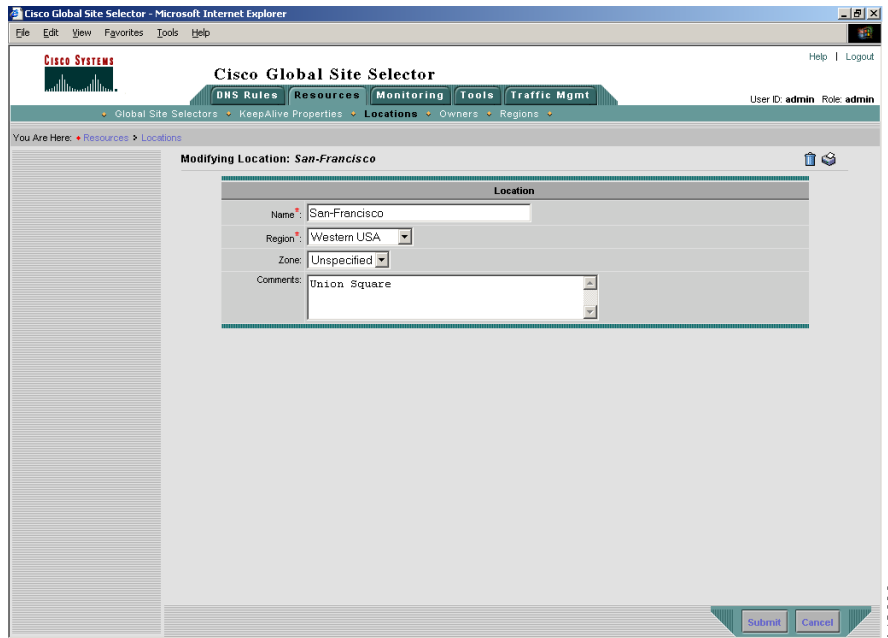 Cisco Global Site Selector - Microsoft Internet Explorer
File Edit View Favorites Tools Help
CISCO SYSTEMS
Help | Logout
Cisco Global Site Selector
DNS Rules Resources Monitoring Tools Traffic Mgmt
User ID: admin Role: admin
Global Site Selectors KeepAlive Properties Locations Owners Regions
You Are Here: Resources Locations
Modifying Location: San-Francisco
Location
Name*: San-Francisco
Region*: Western USA
Zone: Unspecified
Comments: Union Square
Submit Cancel